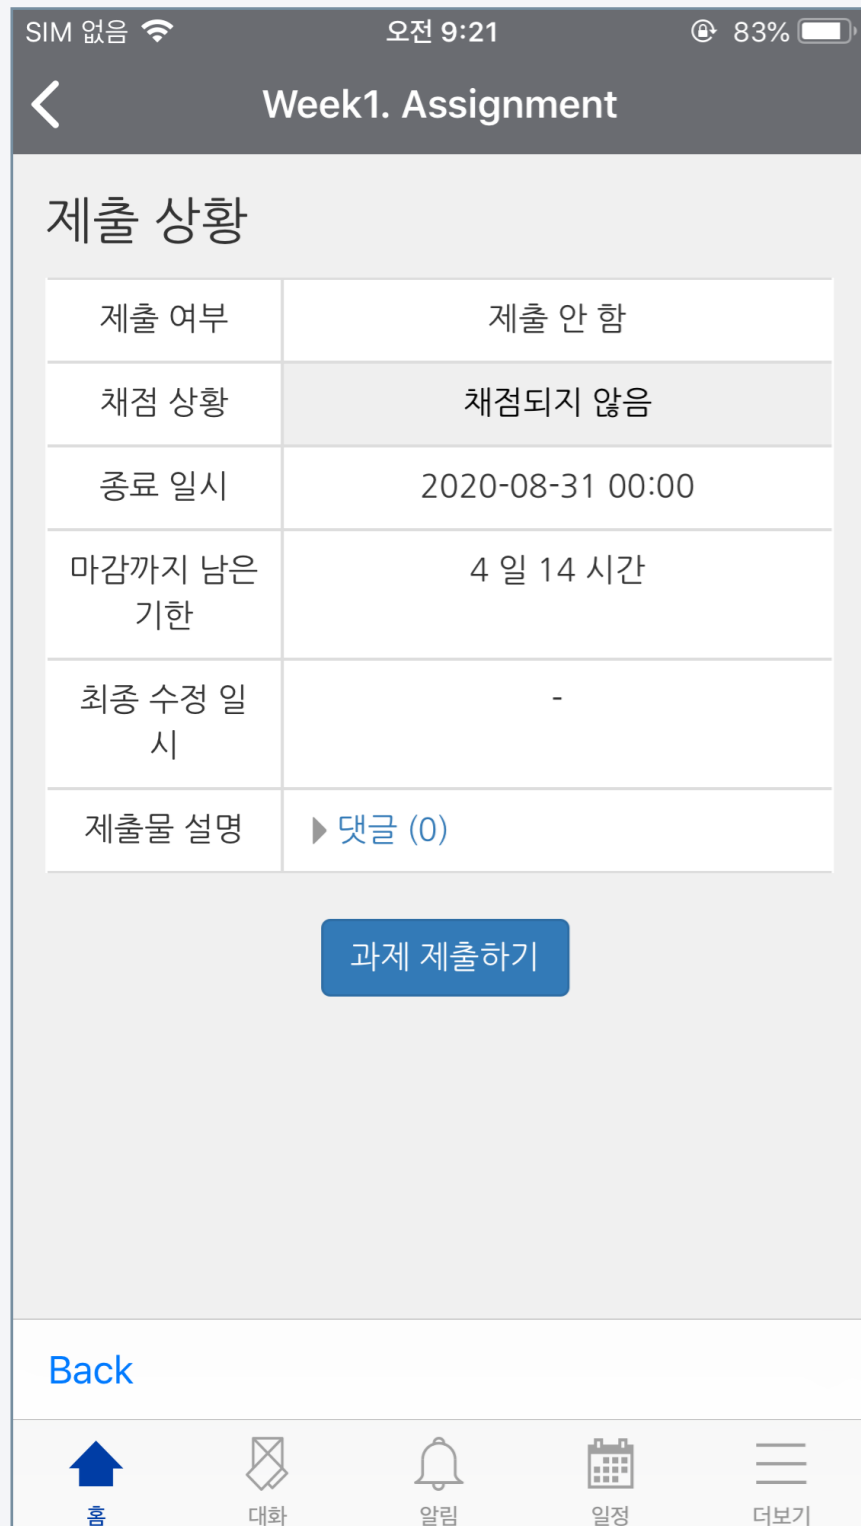 SIM 없음 오전 9:21 83%
Week1. Assignment
제출 상황
제출 여부 제출 안 함
채점 상황 채점되지 않음
종료 일시 2020-08-31 00:00
마감까지 남은 4 일 14 시간
기한
최종 수정 일 -
시
제출물 설명 댓글 (0)
과제 제출하기
Back
홈 대화 알림 일정 더보기